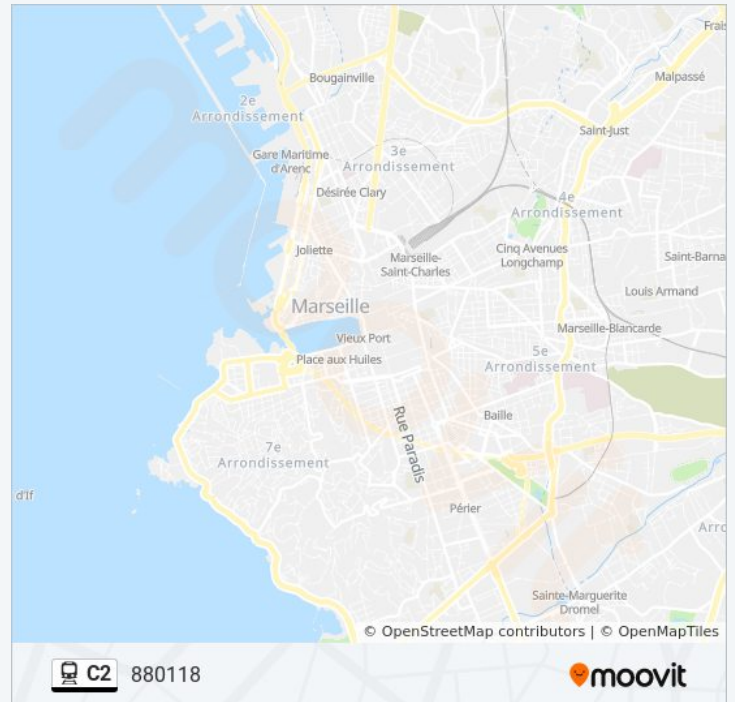 Frais
Bougainville
Malpassé
2e
Arrondissement
Saint-Just
Gare Maritime
d'Arenc
3e
Arrondissement
Désirée Clary
4e
Arrondissement
Joliette
Marseille-
Saint-Charles
Cinq Avenues
Longchamp
Saint-Barna
Louis Armand
Marseille
Marseille-Blancarde
Vieux Port
Place aux Huiles
5e
Arrondissement
Rue Paradis
Baille
7e
Arrondissement
d'If
Périer
Arro
Sainte-Marguerite
Dromel
© OpenStreetMap contributors | © OpenMapTiles
C2 880118
moovit